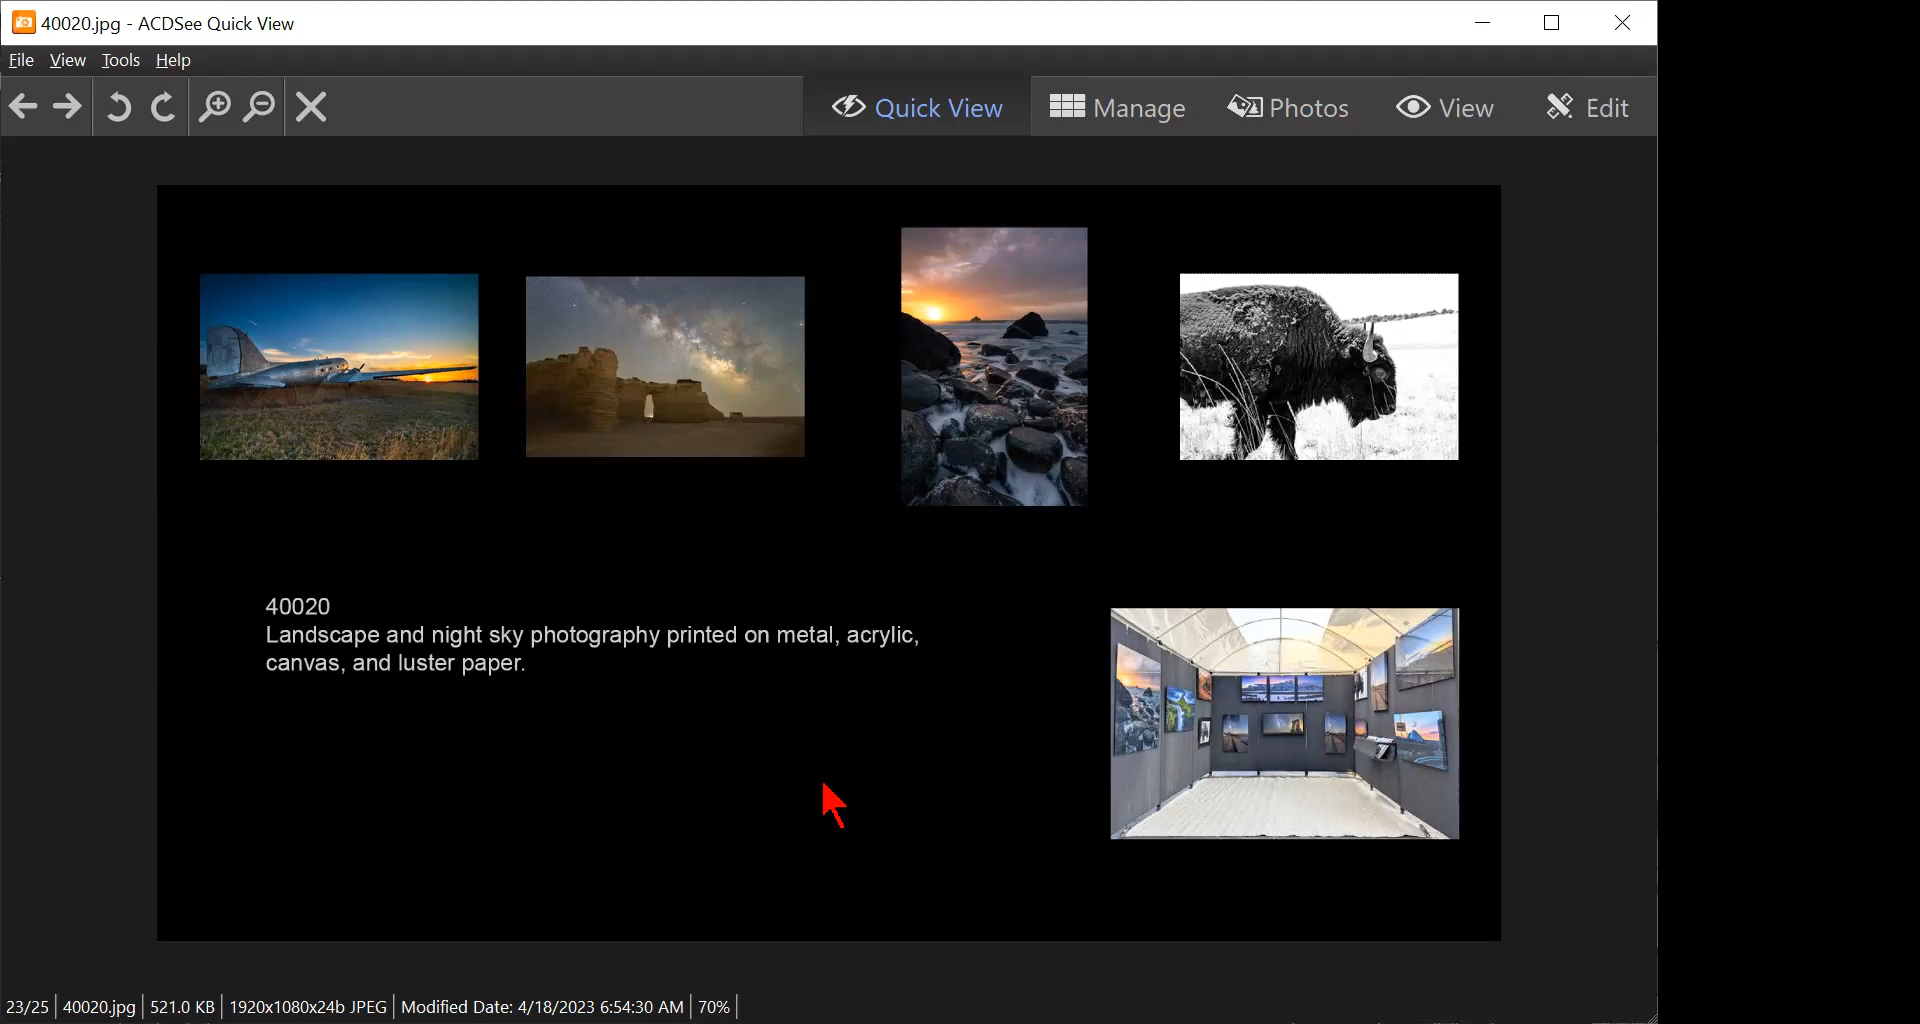 40020.jpg - ACDSee Quick View
File View Tools Help
Quick View Manage Photos View Edit
40020
Landscape and night sky photography printed on metal, acrylic,
canvas, and luster paper.
23/25 40020.jpg 521.0 KB 1920x1080x24b JPEG Modified Date: 4/18/2023 6:54:30 AM 70%